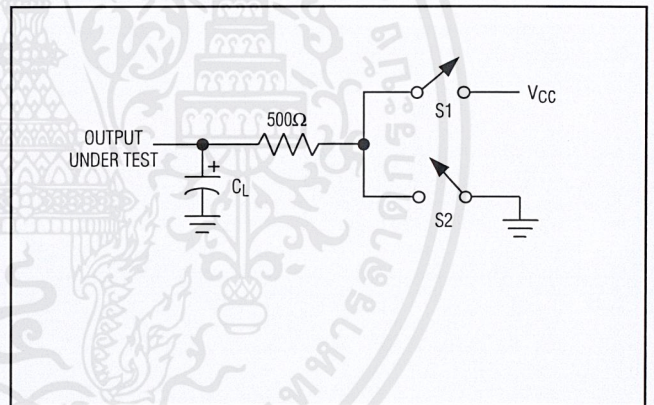 500Ω
OUTPUT
UNDER TEST
+
CL
S1
VCC
S2